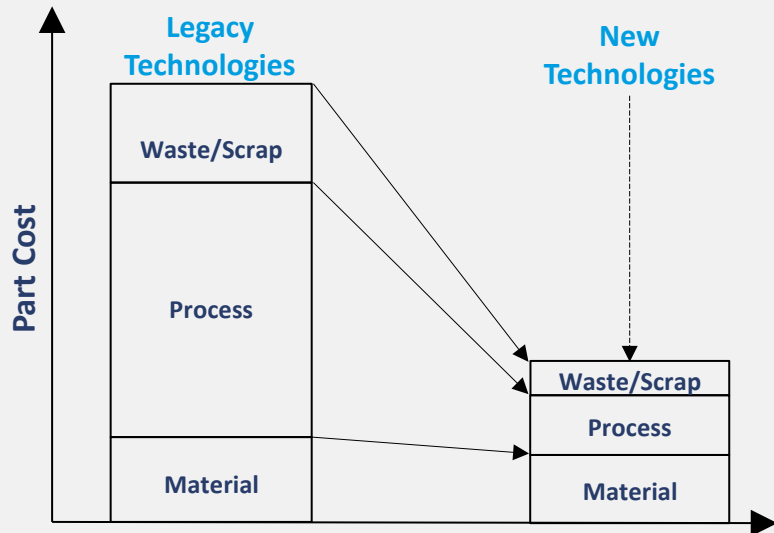 Legacy
Technologies
New
Technologies
Part Cost
Waste/Scrap
Process
Material
Waste/Scrap
Process
Material